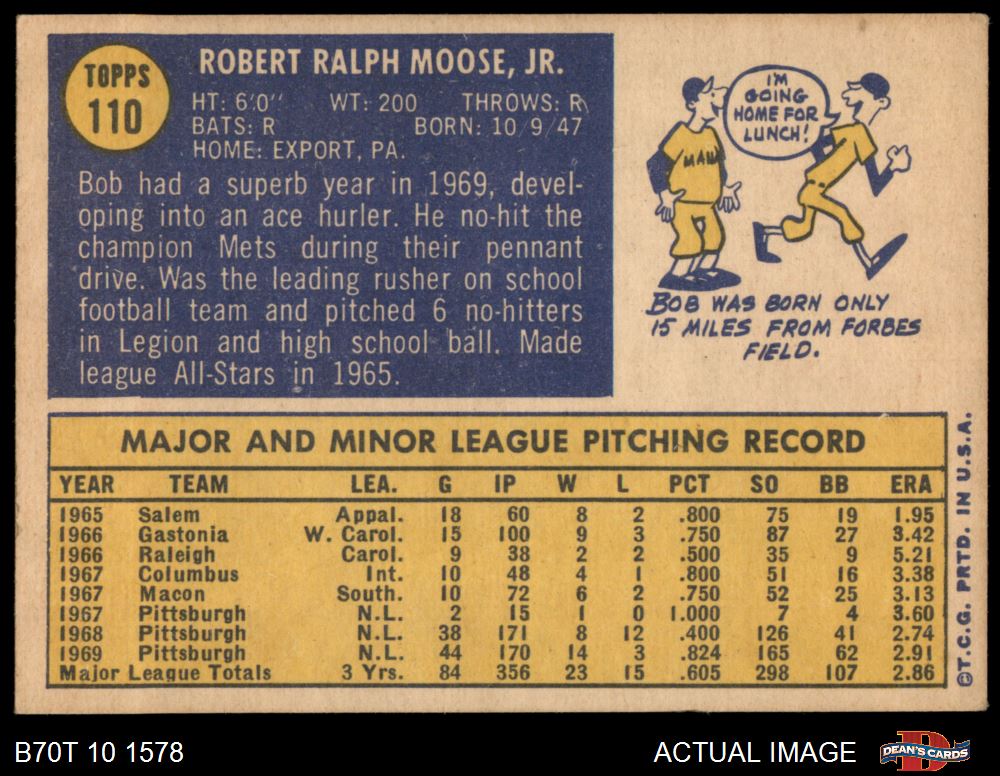 TOPPS
110
ROBERT RALPH MOOSE, JR.
HT: 6'0" WT: 200 THROWS: R
BATS: R BORN: 10/9/47
HOME: EXPORT, PA.
Bob had a superb year in 1969, devel-
oping into an ace hurler. He no-hit the
champion Mets during their pennant
drive. Was the leading rusher on school
football team and pitched 6 no-hitters
in Legion and high school ball. Made
league All-Stars in 1965.
I'M
GOING
HOME FOR
LUNCH!
BOB WAS BORN ONLY
15 MILES FROM FORBES
FIELD.
MAJOR AND MINOR LEAGUE PITCHING RECORD
YEAR TEAM LEA. G IP W L PCT SO BB ERA
1965 Salem Appal. 18 60 8 2 .800 75 19 1.95
1966 Gastonia W. Carol. 15 100 9 3 .750 87 27 3.42
1966 Raleigh Carol. 9 38 2 2 .500 35 9 5.21
1967 Columbus Int. 10 48 4 1 .800 51 16 3.38
1967 Macon South. 10 72 6 2 .750 52 25 3.13
1967 Pittsburgh N.L. 2 15 1 0 1.000 7 4 3.60
1968 Pittsburgh N.L. 38 171 8 12 .400 126 41 2.74
1969 Pittsburgh N.L. 44 170 14 3 .824 165 62 2.91
Major League Totals 3 Yrs. 84 356 23 15 .605 298 107 2.86
©T.C.G. PRTD. IN U.S.A.
B70T 10 1578
ACTUAL IMAGE
DEAN'S CARDS